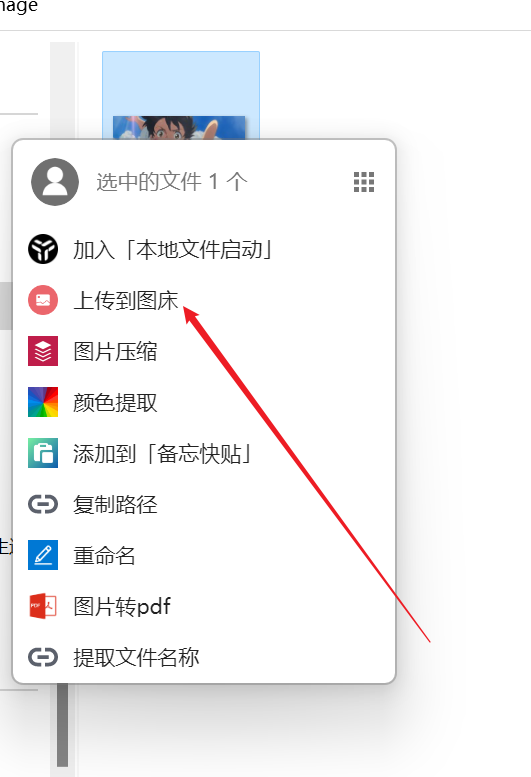 nage
选中的文件 1 个
加入「本地文件启动」
上传到图床
图片压缩
颜色提取
添加到「备忘快贴」
复制路径
重命名
PDF
图片转pdf
提取文件名称